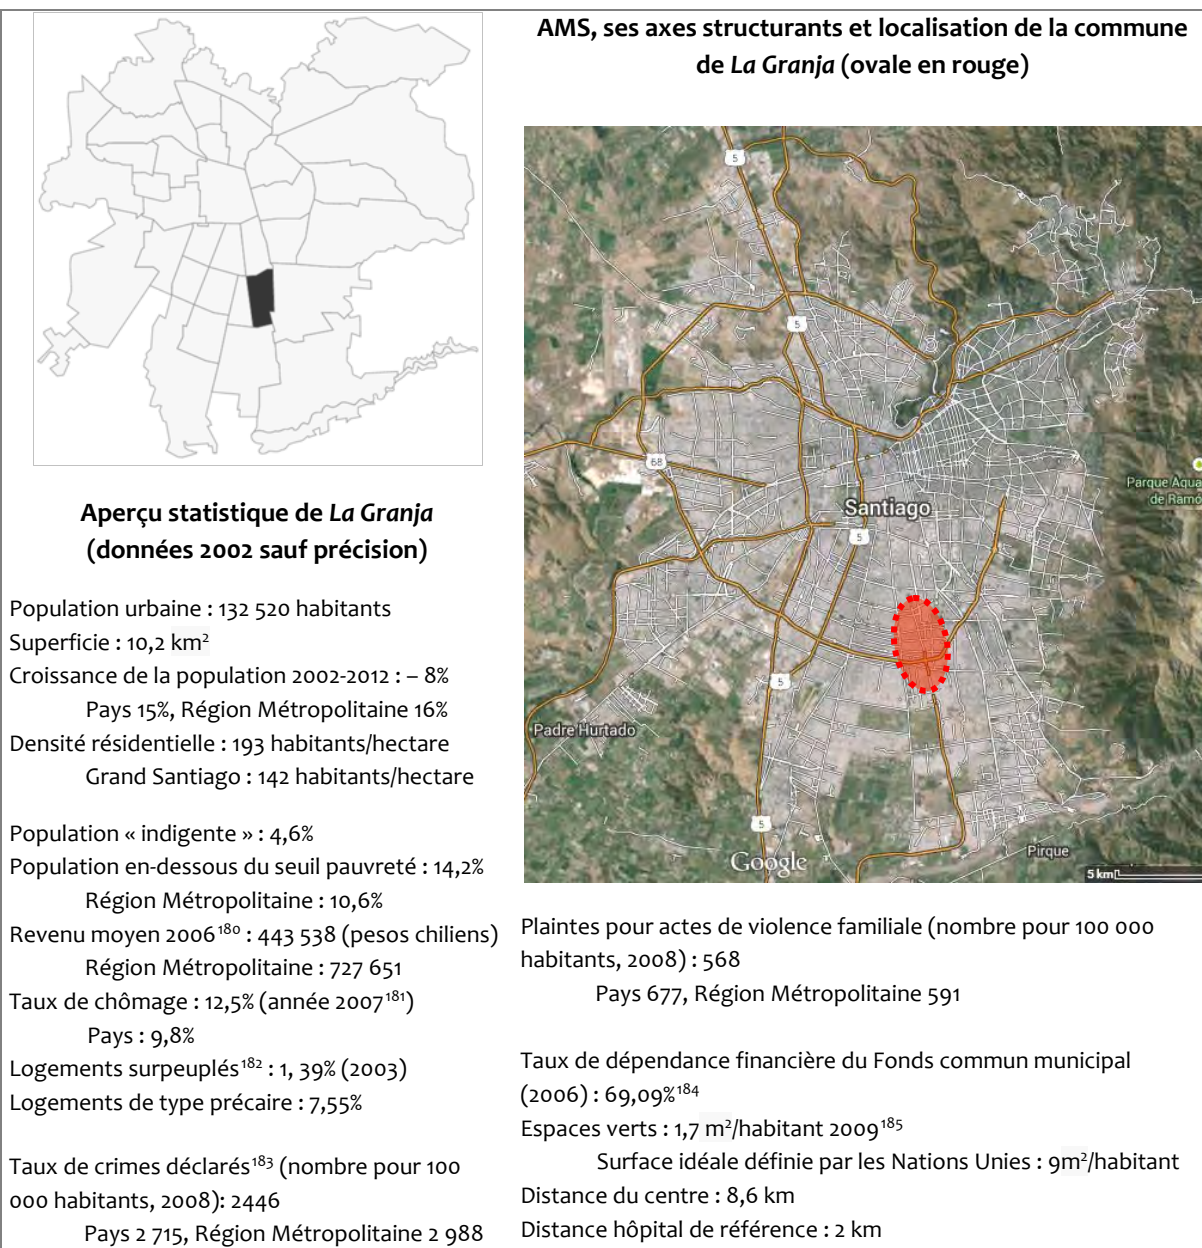 AMS, ses axes structurants et localisation de la commune
de La Granja (ovale en rouge)
5
5
68
Santiago
5
5
5
Padre Hurtado
Pirque
Parque Aqua
de Ramó
Google
5 km
Aperçu statistique de La Granja
(données 2002 sauf précision)
Population urbaine : 132 520 habitants
Superficie : 10,2 km²
Croissance de la population 2002-2012 : – 8%
Pays 15%, Région Métropolitaine 16%
Densité résidentielle : 193 habitants/hectare
Grand Santiago : 142 habitants/hectare
Population « indigente » : 4,6%
Population en-dessous du seuil pauvreté : 14,2%
Région Métropolitaine : 10,6%
Revenu moyen 2006¹⁸⁰ : 443 538 (pesos chiliens)
Région Métropolitaine : 727 651
Taux de chômage : 12,5% (année 2007¹⁸¹)
Pays : 9,8%
Logements surpeuplés¹⁸² : 1, 39% (2003)
Logements de type précaire : 7,55%
Taux de crimes déclarés¹⁸³ (nombre pour 100
000 habitants, 2008): 2446
Pays 2 715, Région Métropolitaine 2 988
Plaintes pour actes de violence familiale (nombre pour 100 000
habitants, 2008) : 568
Pays 677, Région Métropolitaine 591
Taux de dépendance financière du Fonds commun municipal
(2006) : 69,09%¹⁸⁴
Espaces verts : 1,7 m²/habitant 2009¹⁸⁵
Surface idéale définie par les Nations Unies : 9m²/habitant
Distance du centre : 8,6 km
Distance hôpital de référence : 2 km